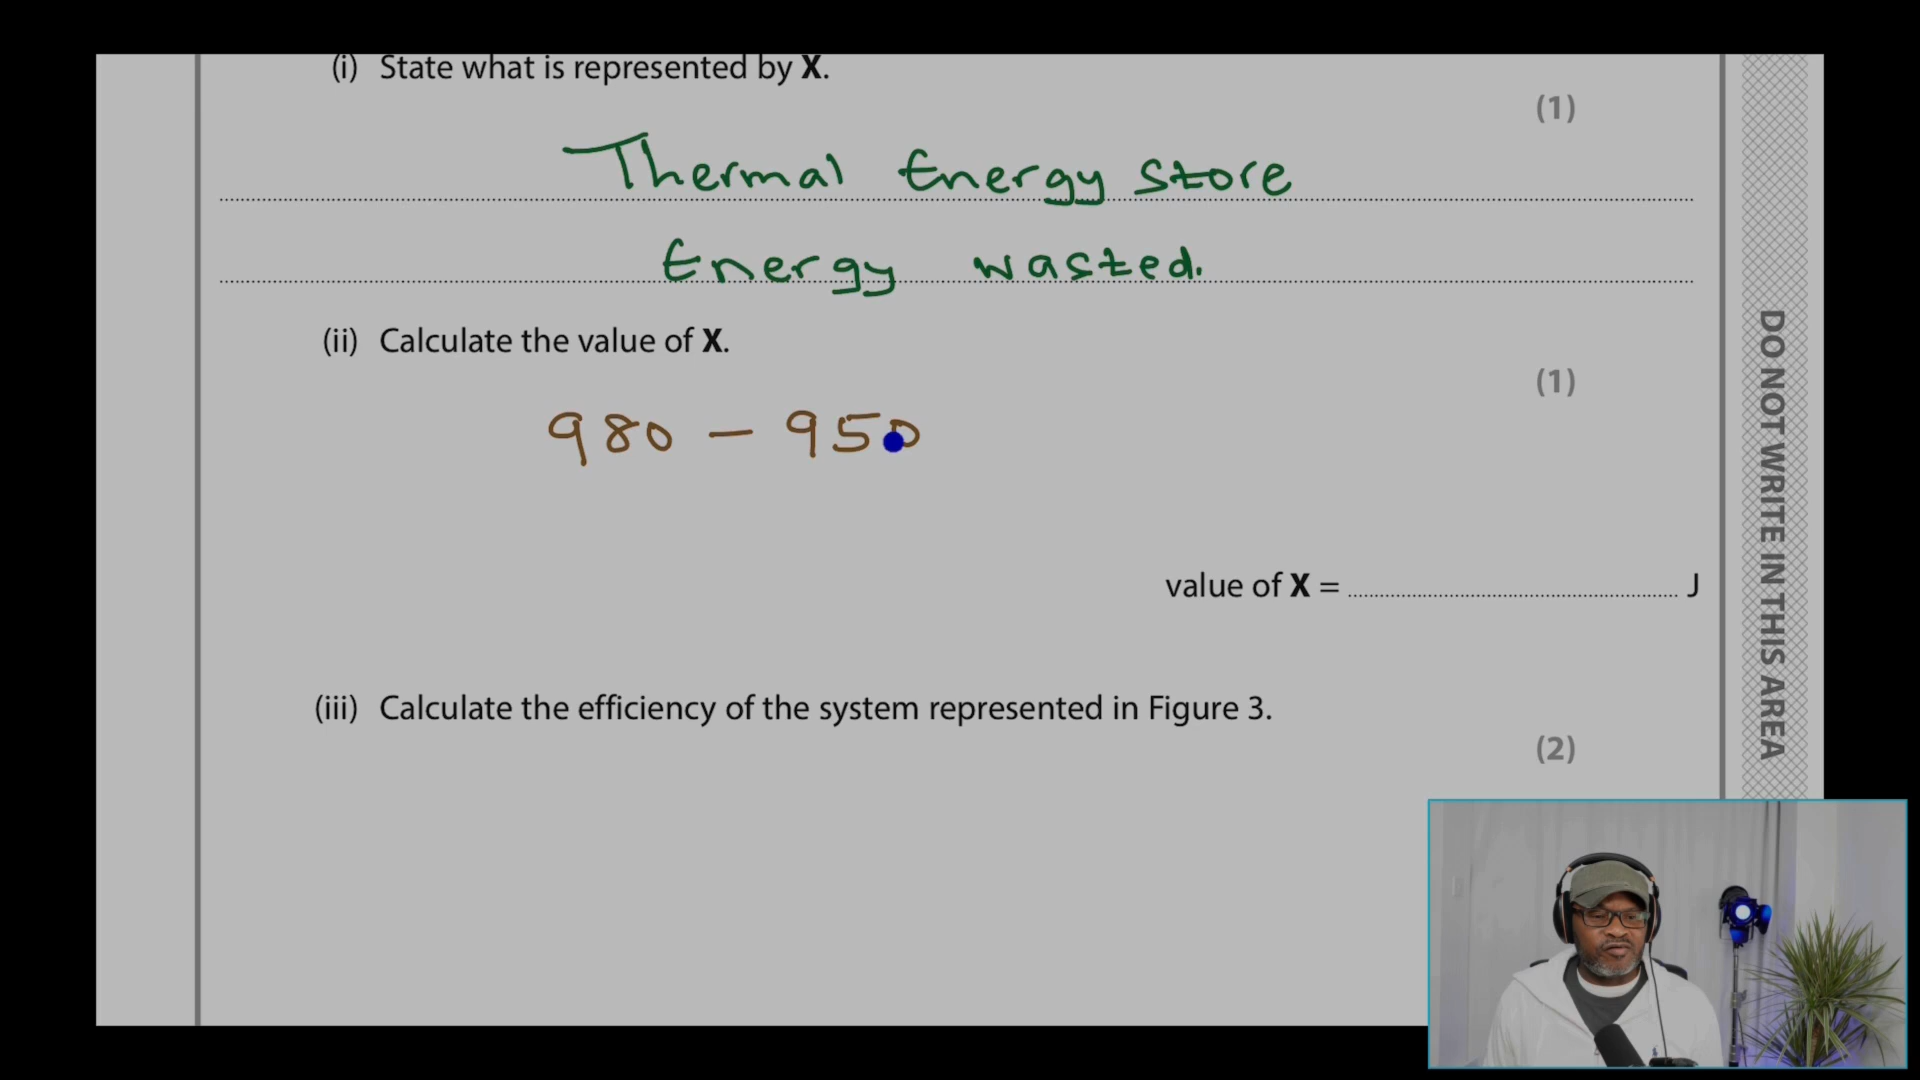 (i) State what is represented by X.
(1)
Thermal Energy Store
Energy wasted.
(ii) Calculate the value of X.
(1)
980 - 950
value of X = ........................................................ J
(iii) Calculate the efficiency of the system represented in Figure 3.
(2)
DO NOT WRITE IN THIS AREA